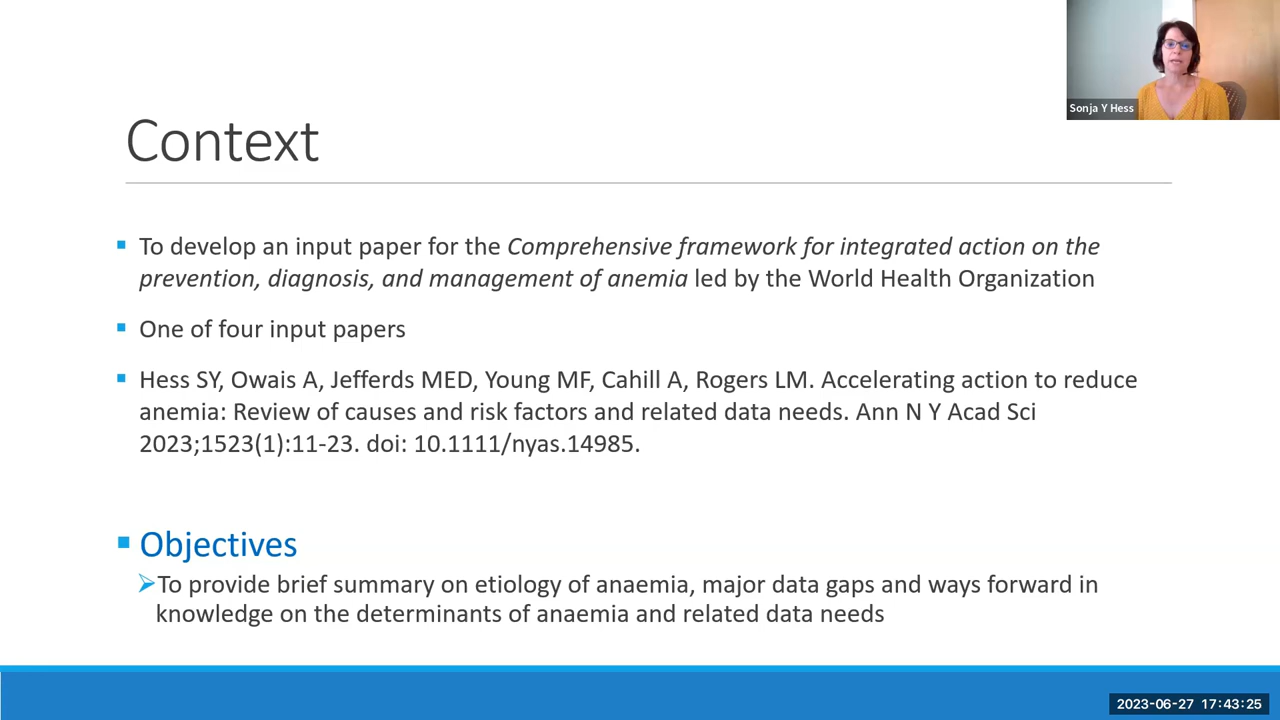 Sonja Y Hess
Context
To develop an input paper for the Comprehensive framework for integrated action on the
prevention, diagnosis, and management of anemia led by the World Health Organization
One of four input papers
Hess SY, Owais A, Jefferds MED, Young MF, Cahill A, Rogers LM. Accelerating action to reduce
anemia: Review of causes and risk factors and related data needs. Ann N Y Acad Sci
2023;1523(1):11-23. doi: 10.1111/nyas.14985.
Objectives
To provide brief summary on etiology of anaemia, major data gaps and ways forward in
knowledge on the determinants of anaemia and related data needs
2023-06-27 17:43:25